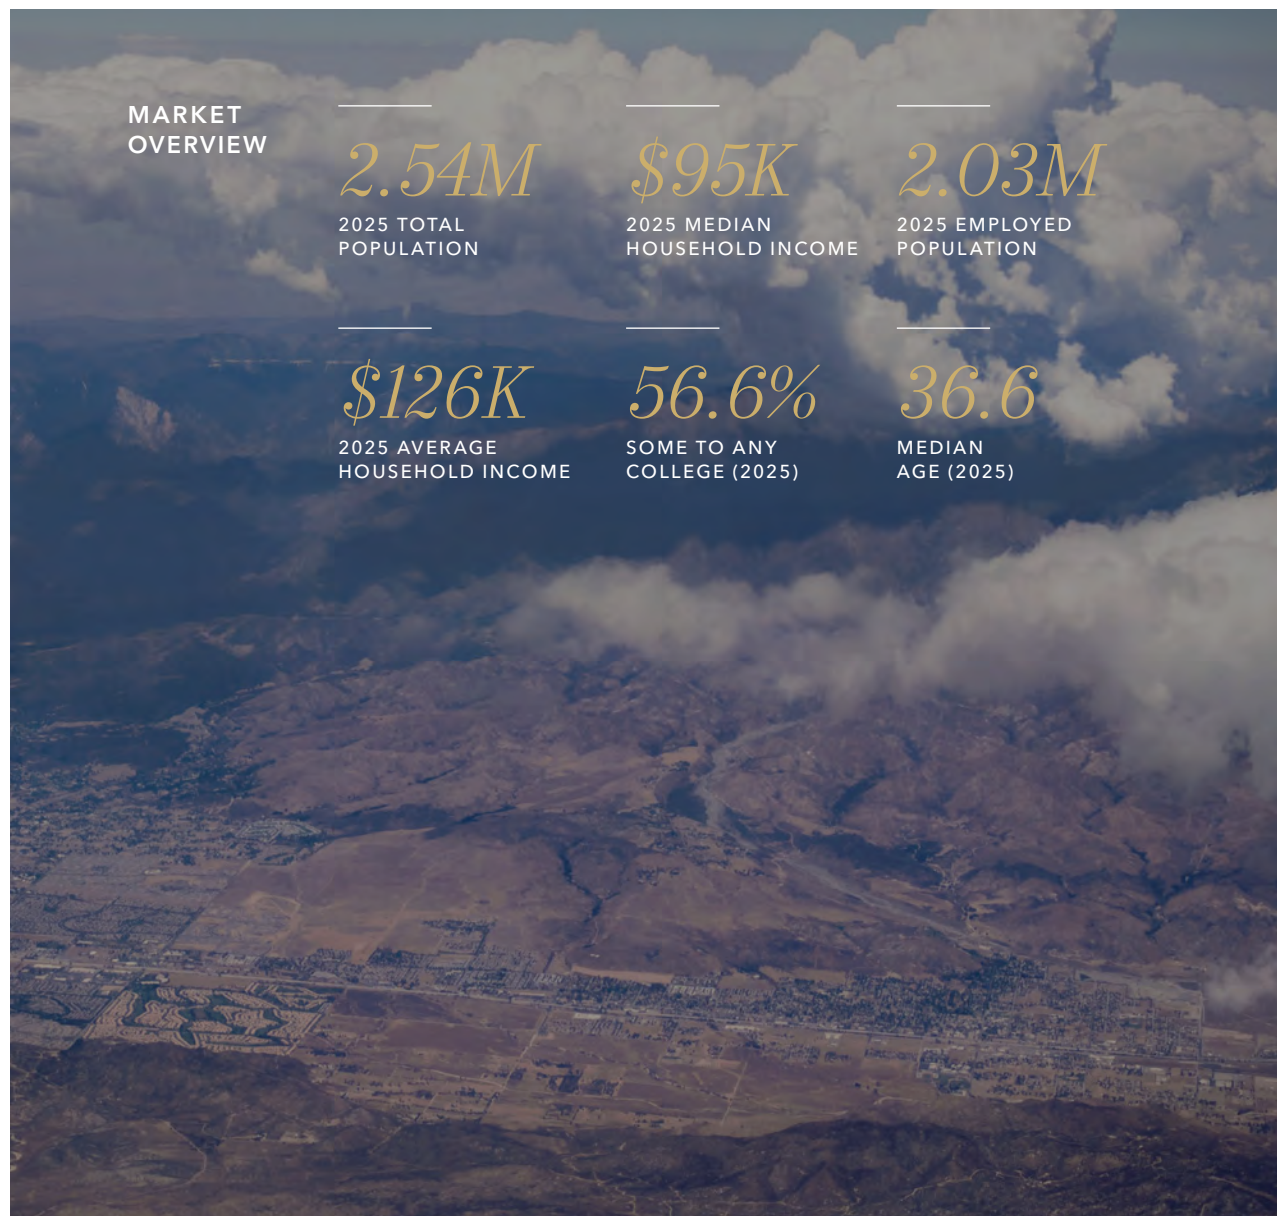 MARKET
OVERVIEW
2.54M
2025 TOTAL
POPULATION
$95K
2025 MEDIAN
HOUSEHOLD INCOME
2.03M
2025 EMPLOYED
POPULATION
$126K
2025 AVERAGE
HOUSEHOLD INCOME
56.6%
SOME TO ANY
COLLEGE (2025)
36.6
MEDIAN
AGE (2025)